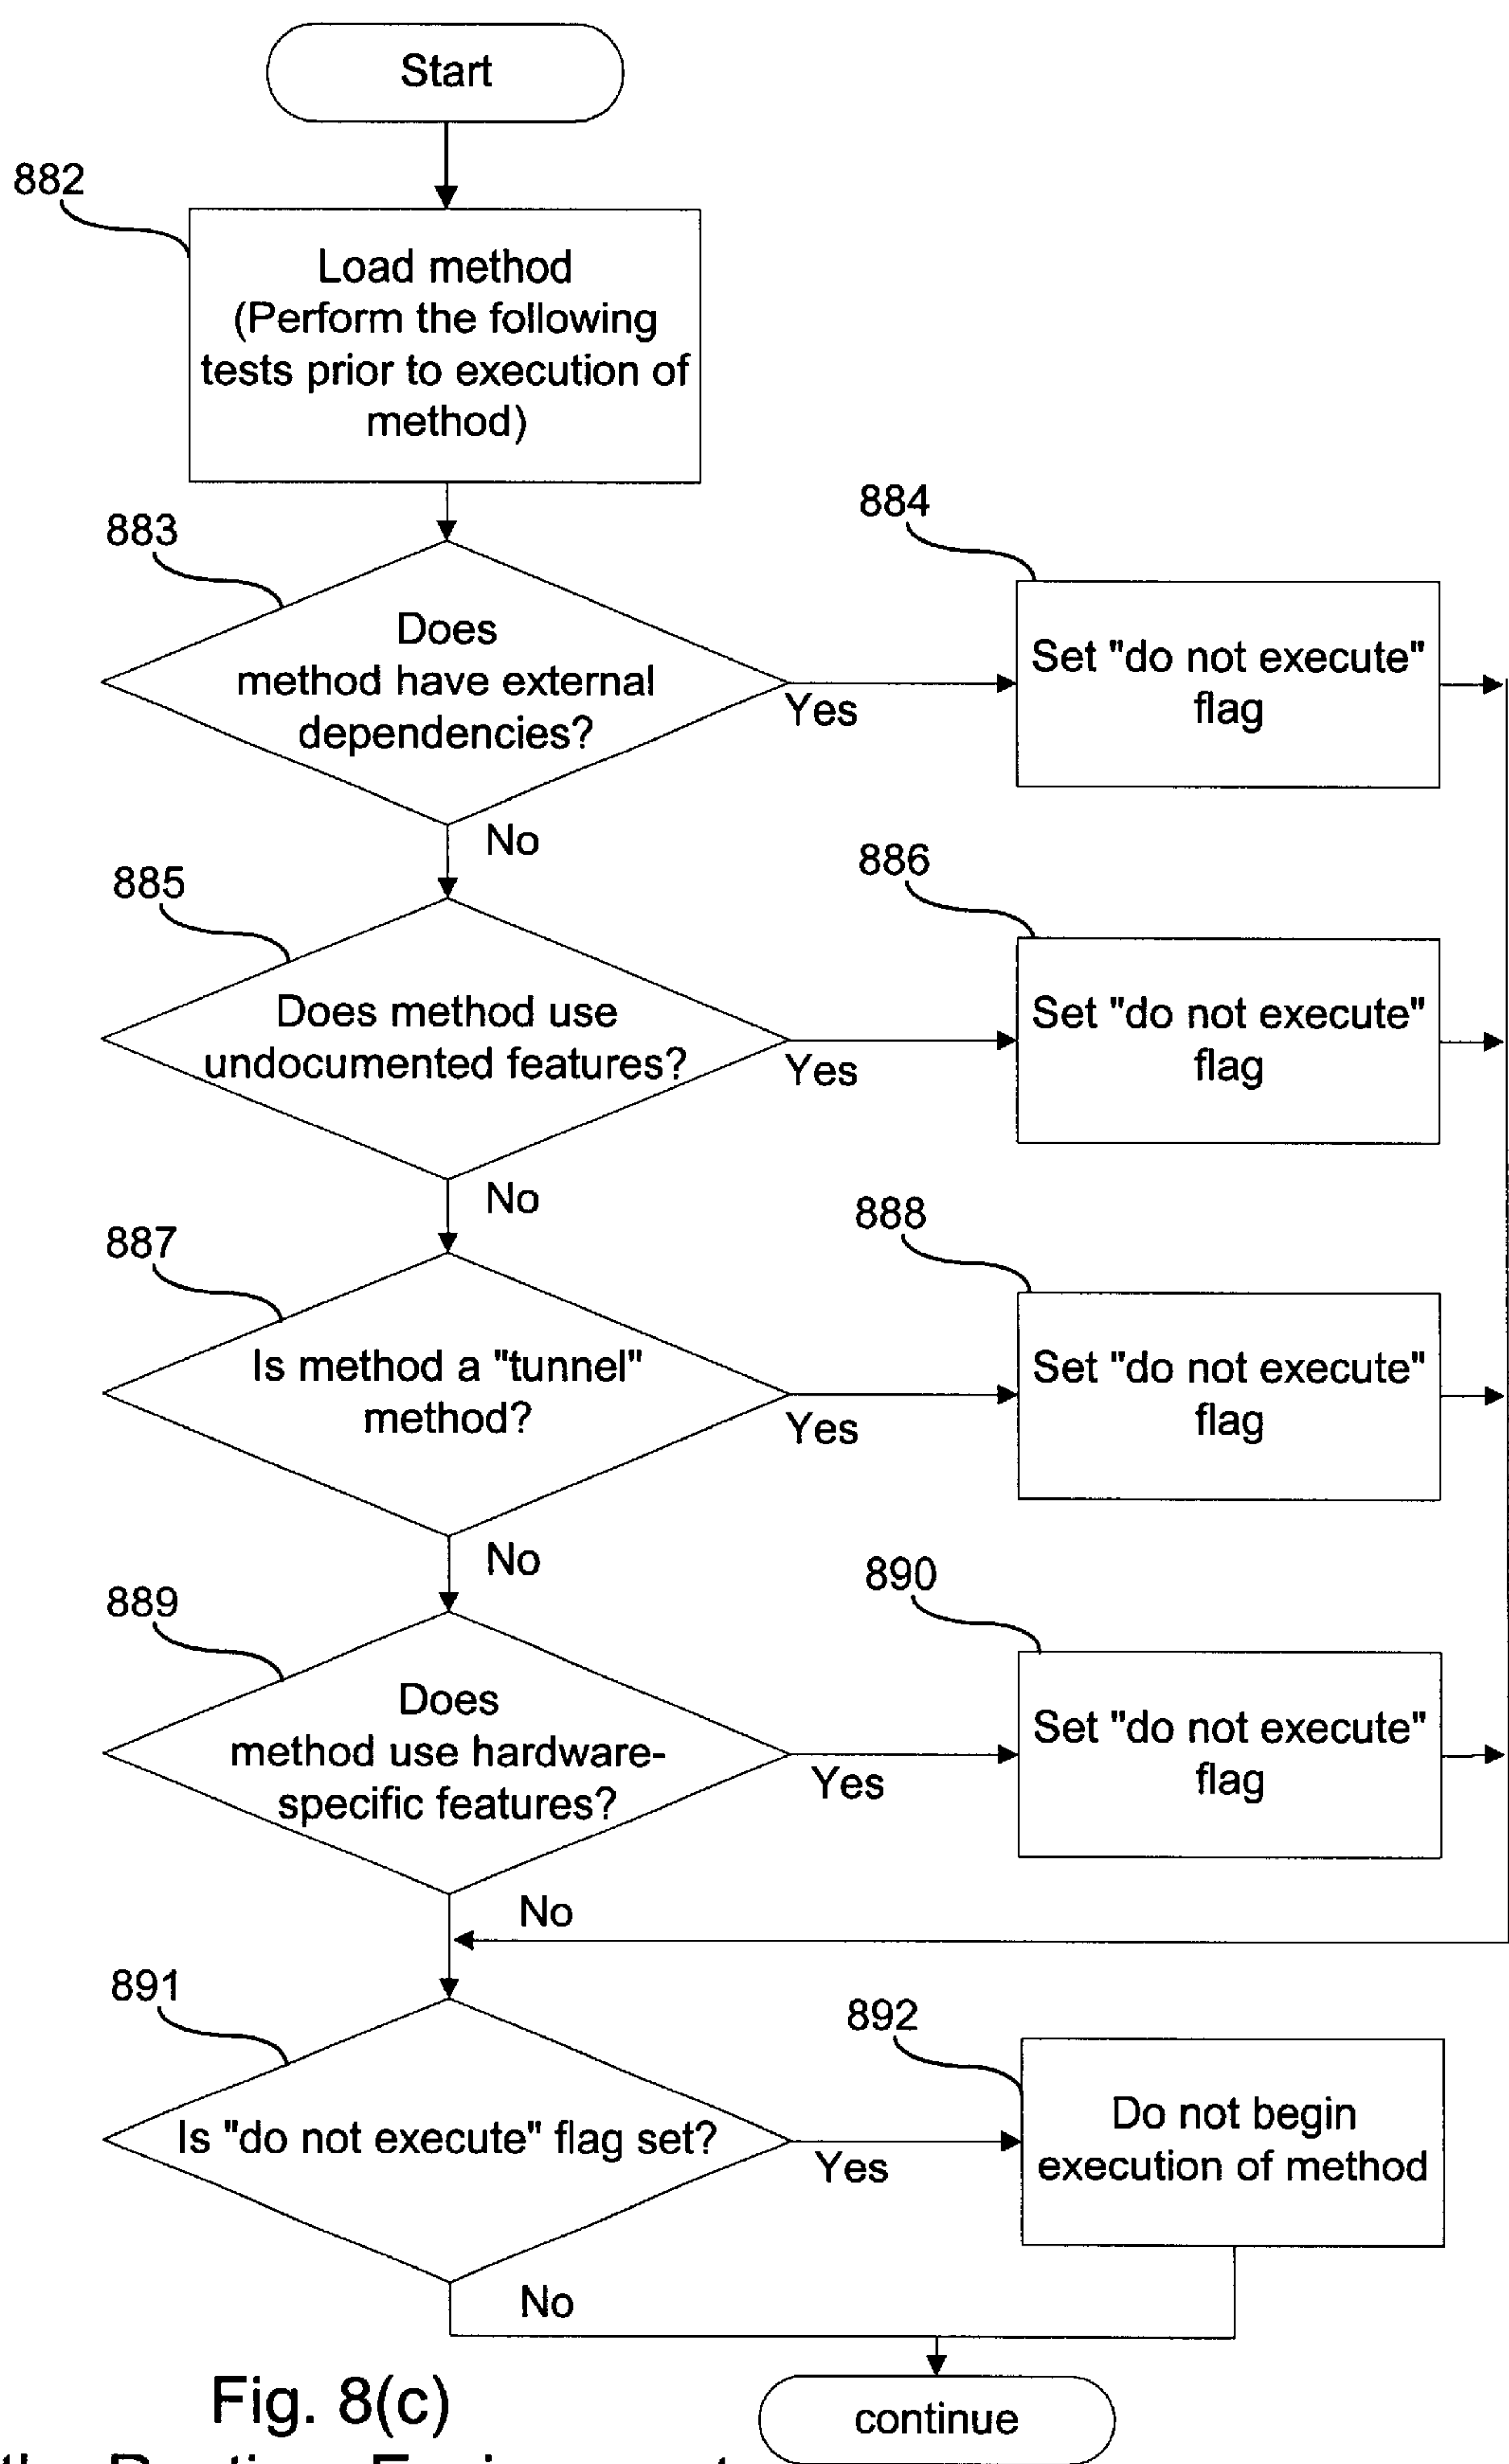 Start
882
Load method
(Perform the following
tests prior to execution of
method)
883
Does
method have external
dependencies?
Yes
No
884
Set "do not execute"
flag
885
Does method use
undocumented features?
Yes
No
886
Set "do not execute"
flag
887
Is method a "tunnel"
method?
Yes
No
888
Set "do not execute"
flag
889
Does
method use hardware-
specific features?
Yes
No
890
Set "do not execute"
flag
891
Is "do not execute" flag set?
Yes
No
892
Do not begin
execution of method
continue
Fig. 8(c)